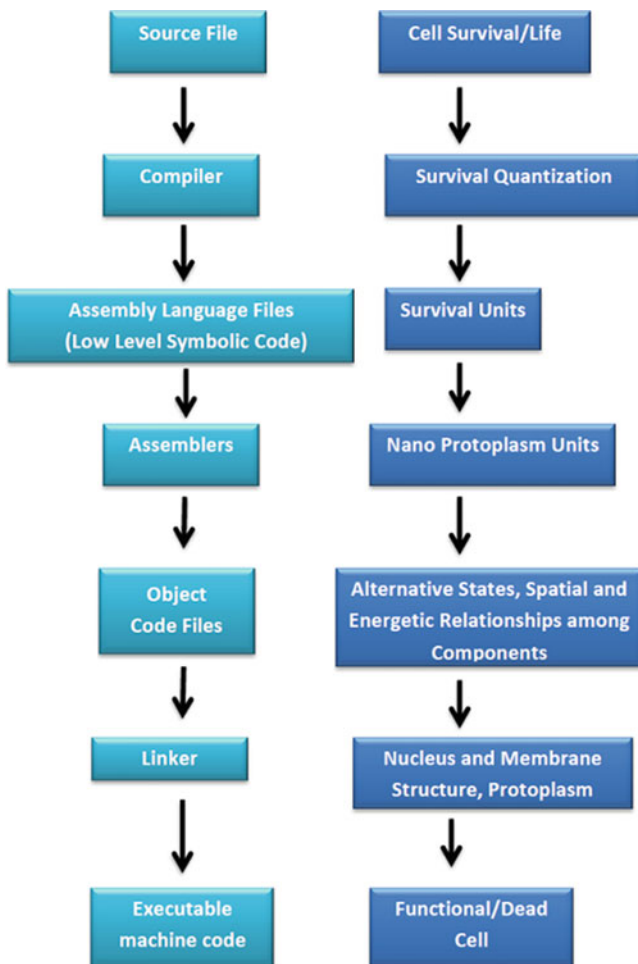 Source File
Compiler
Assembly Language Files
(Low Level Symbolic Code)
Assemblers
Object
Code Files
Linker
Executable
machine code
Cell Survival/Life
Survival Quantization
Survival Units
Nano Protoplasm Units
Alternative States, Spatial and
Energetic Relationships among
Components
Nucleus and Membrane
Structure, Protoplasm
Functional/Dead
Cell